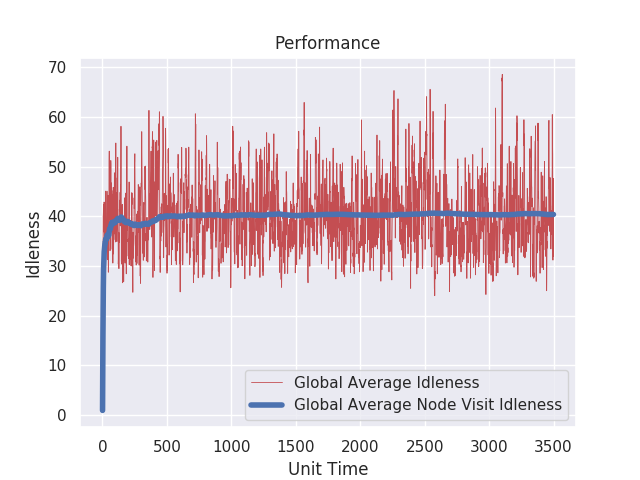 Performance
70
60
50
40
30
20
10
0
Idleness
Global Average Idleness
Global Average Node Visit Idleness
0 500 1000 1500 2000 2500 3000 3500
Unit Time